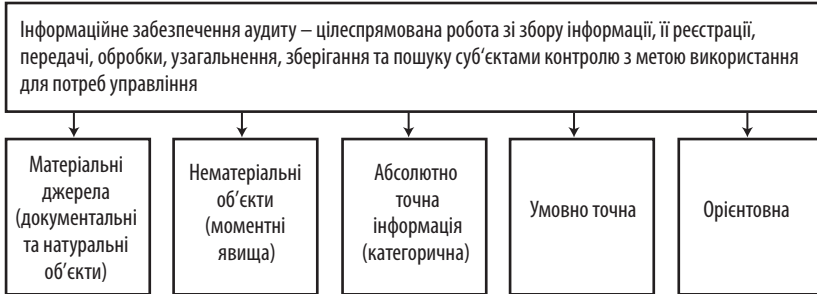 Інформаційне забезпечення аудиту – цілеспрямована робота зі збору інформації, її реєстрації,
передачі, обробки, узагальнення, зберігання та пошуку суб‘єктами контролю з метою використання
для потреб управління
Матеріальні
джерела
(документальні
та натуральні
об’єкти)
Нематеріальні
об’єкти
(моментні
явища)
Абсолютно
точна
інформація
(категорична)
Умовно точна
Орієнтовна